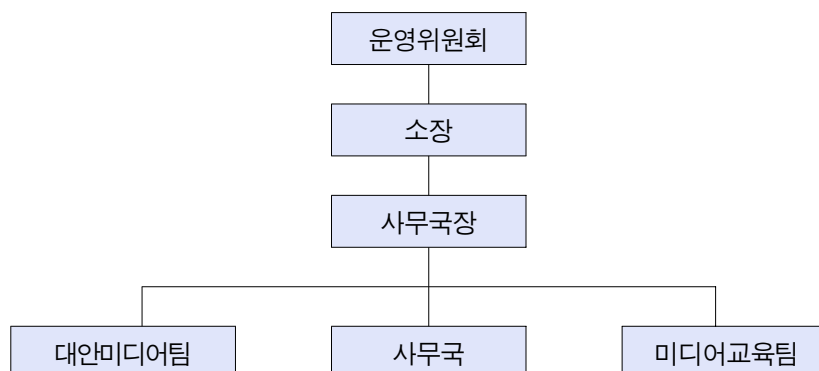 운영위원회
소장
사무국장
대안미디어팀
사무국
미디어교육팀